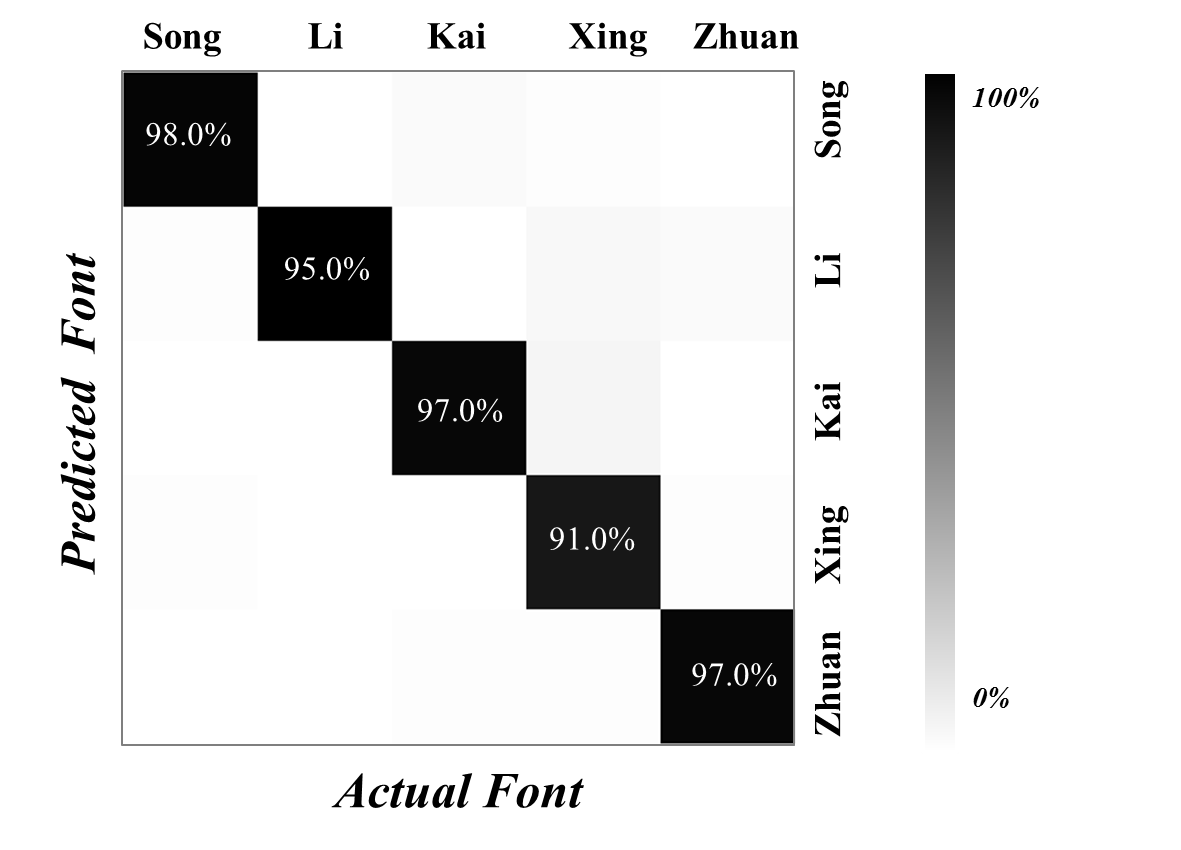 Song Li Kai Xing Zhuan
98.0%
95.0%
97.0%
91.0%
97.0%
Song
Li
Kai
Xing
Zhuan
Predicted Font
Actual Font
100%
0%